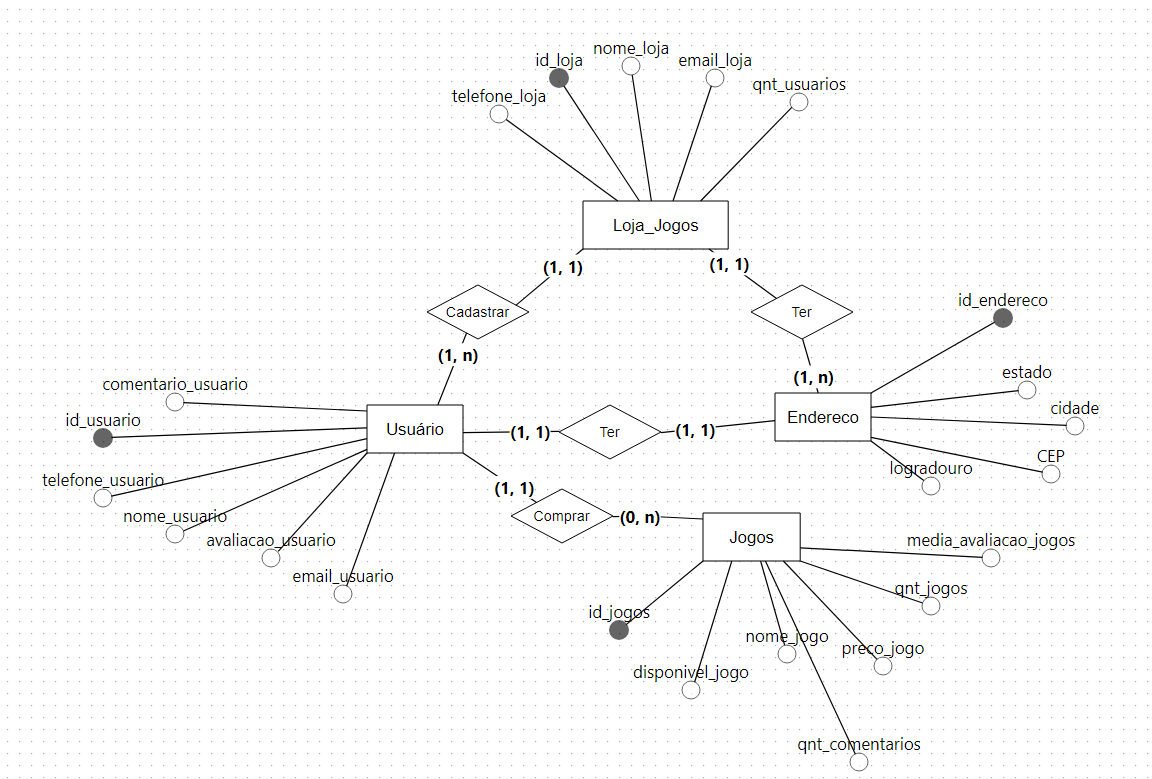 nome_loja
id_loja
email_loja
qnt_usuarios
telefone_loja
Loja_Jogos
(1, 1)
(1, 1)
Cadastrar
Ter
id_endereco
(1, n)
(1, n)
estado
comentario_usuario
cidade
id_usuario
Usuário
(1, 1)
Ter
(1, 1)
Endereco
CEP
logradouro
telefone_usuario
(1, 1)
nome_usuario
Comprar
(0, n)
avaliacao_usuario
Jogos
media_avaliacao_jogos
email_usuario
qnt_jogos
id_jogos
nome_jogo
preco_jogo
disponivel_jogo
qnt_comentarios